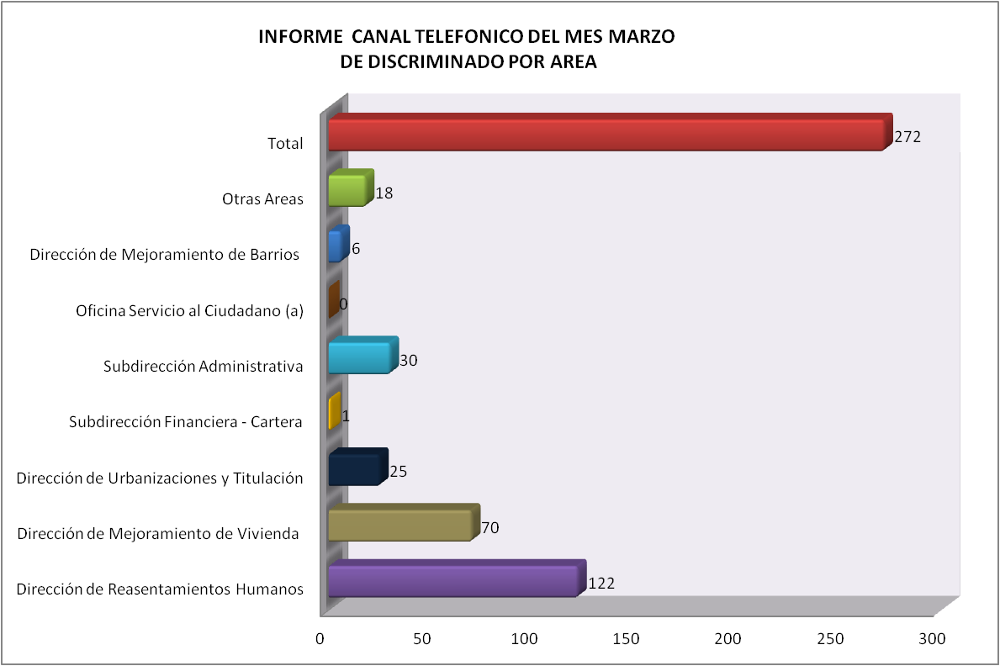 INFORME CANAL TELEFONICO DEL MES MARZO
DE DISCRIMINADO POR AREA
Total 272
Otras Areas 18
Dirección de Mejoramiento de Barrios 6
Oficina Servicio al Ciudadano (a) 0
Subdirección Administrativa 30
Subdirección Financiera - Cartera 1
Dirección de Urbanizaciones y Titulación 25
Dirección de Mejoramiento de Vivienda 70
Dirección de Reasentamientos Humanos 122
0 50 100 150 200 250 300